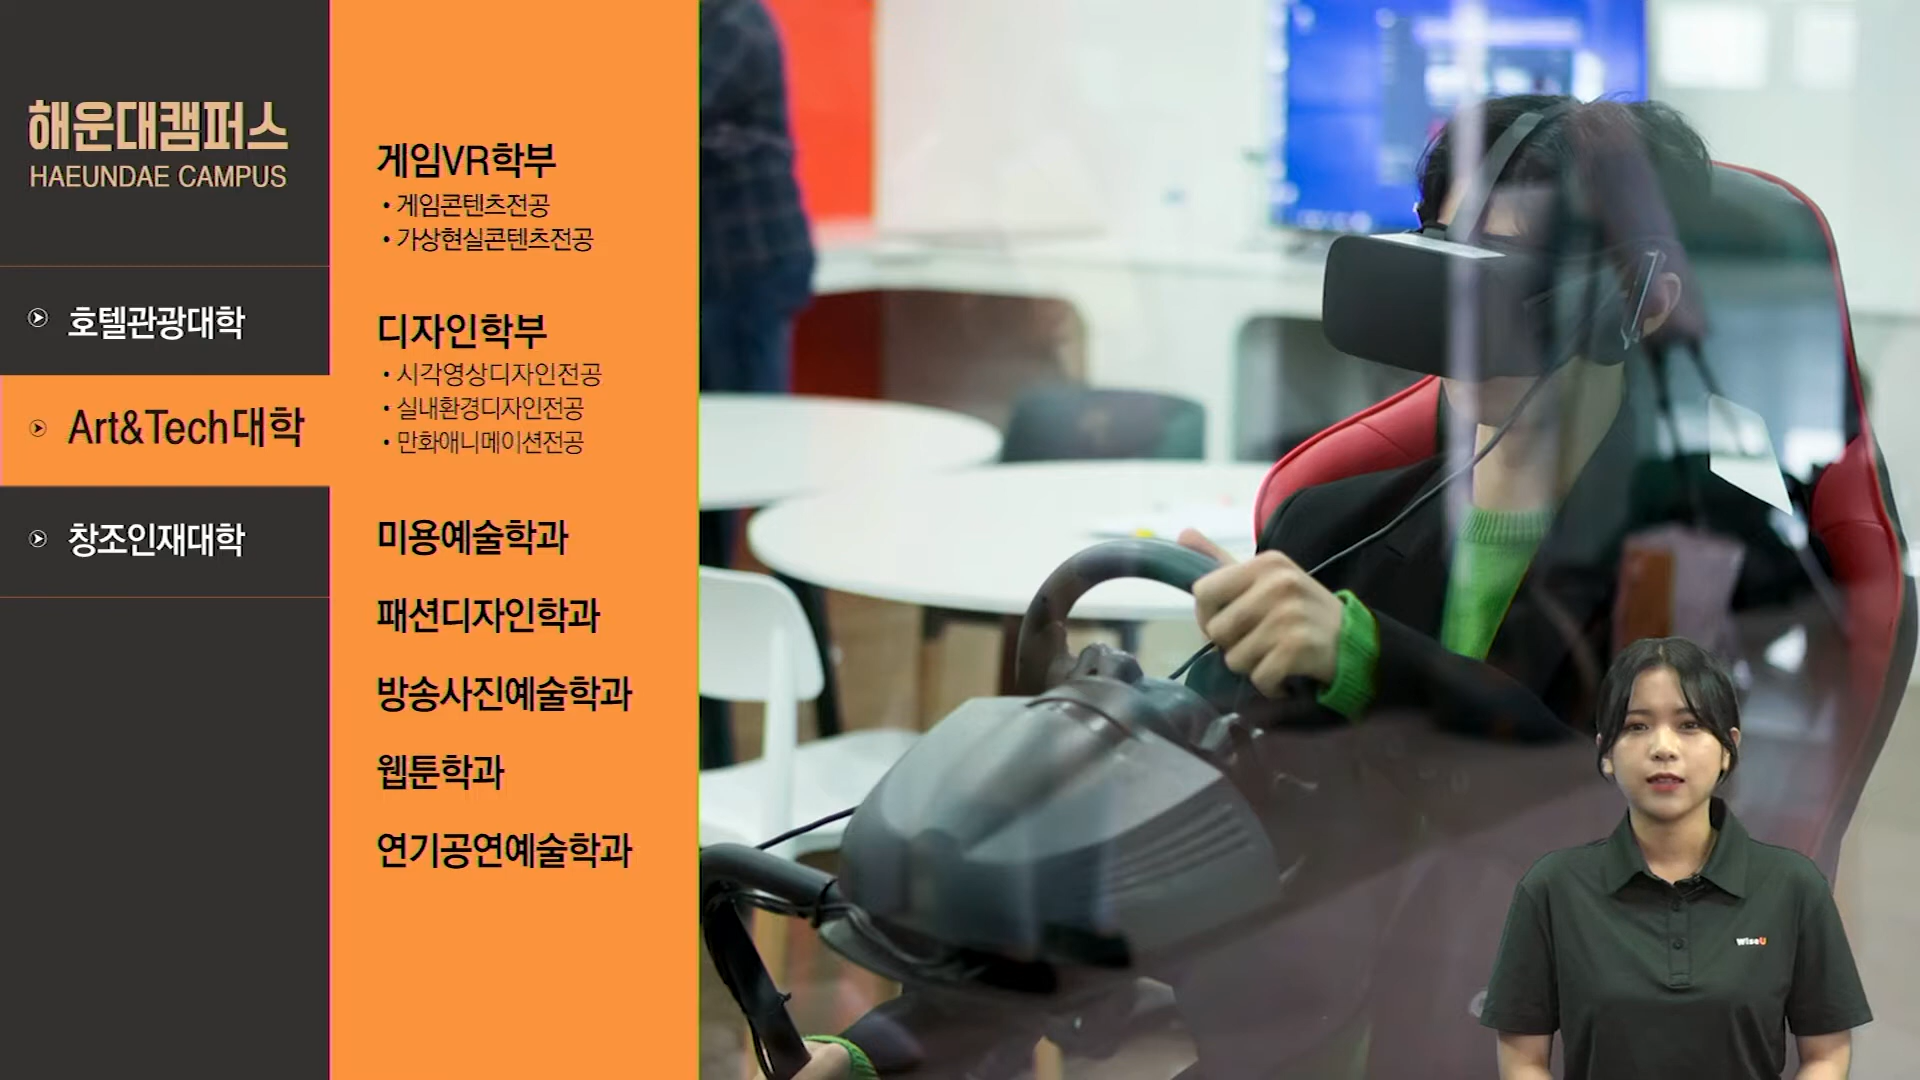 해운대캠퍼스
HAEUNDAE CAMPUS
호텔관광대학
Art&Tech대학
창조인재대학
게임VR학부
• 게임콘텐츠전공
• 가상현실콘텐츠전공
디자인학부
• 시각영상디자인전공
• 실내환경디자인전공
• 만화애니메이션전공
미용예술학과
패션디자인학과
방송사진예술학과
웹툰학과
연기공연예술학과
WiseU